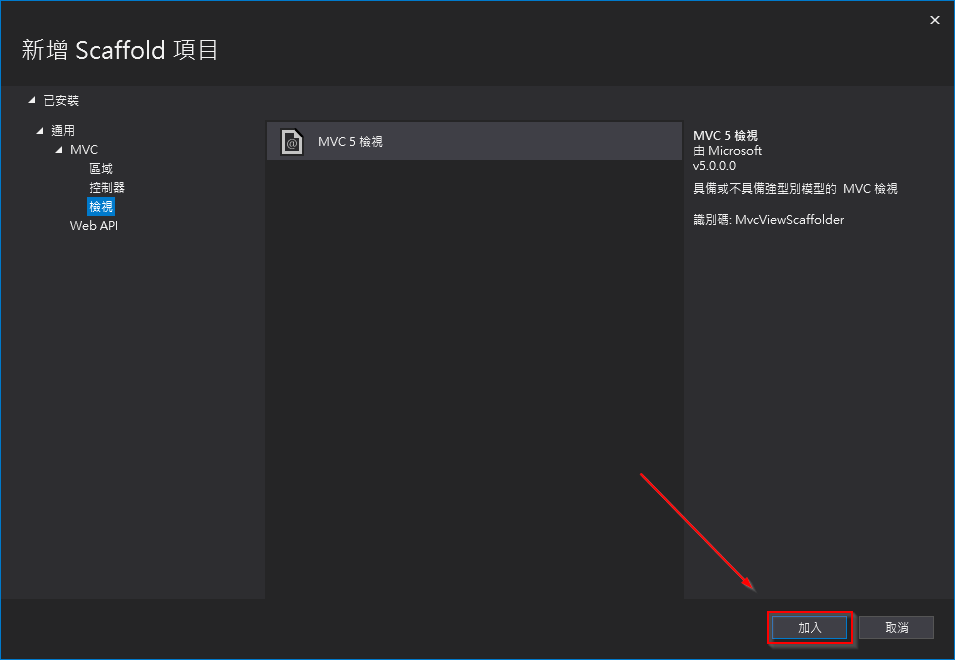 新增 Scaffold 項目
已安裝
通用
MVC
區域
控制器
檢視
Web API
MVC 5 檢視
MVC 5 檢視
由 Microsoft
v5.0.0.0
具備或不具備強型別模型的 MVC 檢視
識別碼: MvcViewScaffolder
加入
取消